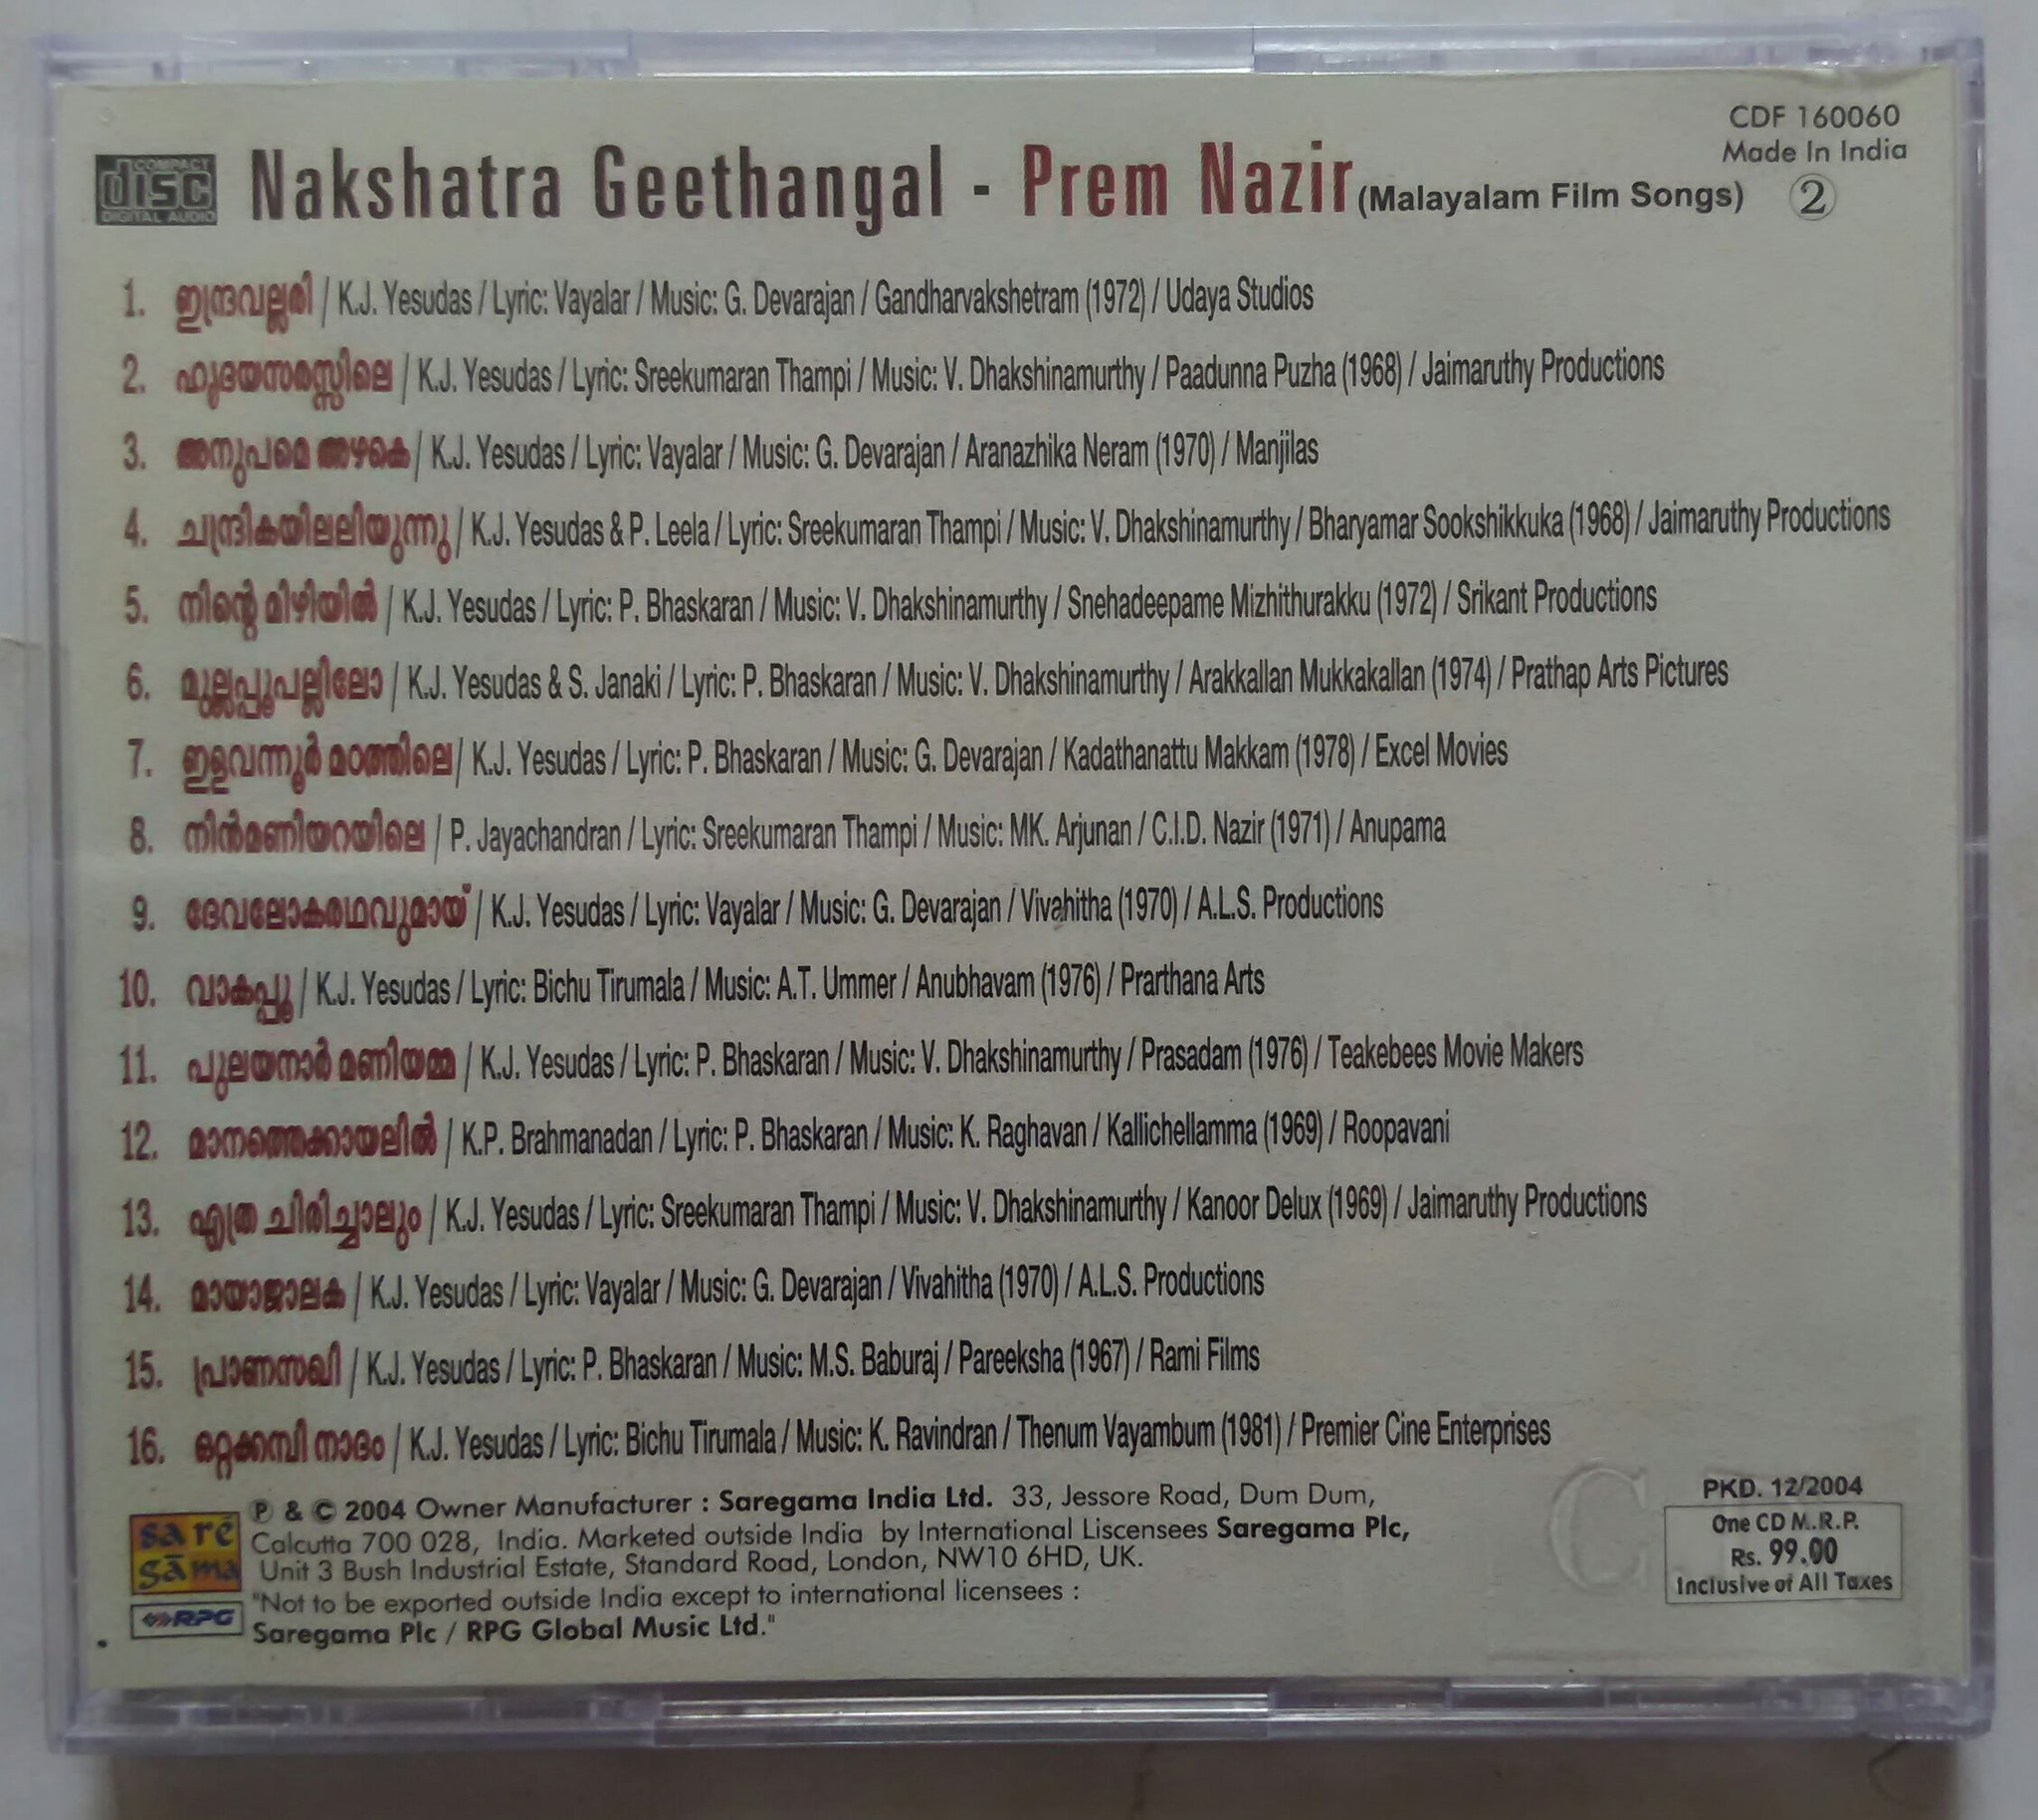 CDF 160060
Made In India
COMPACT
disc
DIGITAL AUDIO
Nakshatra Geethangal - Prem Nazir (Malayalam Film Songs) 2
1. ഇന്ദ്രവല്ലരി / K.J. Yesudas / Lyric: Vayalar / Music: G. Devarajan / Gandharvakshetram (1972) / Udaya Studios
2. ഹൃദയസരസ്സിലെ / K.J. Yesudas / Lyric: Sreekumaran Thampi / Music: V. Dhakshinamurthy / Paadunna Puzha (1968) / Jaimaruthy Productions
3. അനുപമെ അഴകെ / K.J. Yesudas / Lyric: Vayalar / Music: G. Devarajan / Aranazhika Neram (1970) / Manjilas
4. ചന്ദ്രികയിലലിയുന്നു / K.J. Yesudas & P. Leela / Lyric: Sreekumaran Thampi / Music: V. Dhakshinamurthy / Bharyamar Sookshikkuka (1968) / Jaimaruthy Productions
5. നിന്റെ മിഴിയിൽ / K.J. Yesudas / Lyric: P. Bhaskaran / Music: V. Dhakshinamurthy / Snehadeepame Mizhithurakku (1972) / Srikant Productions
6. മുല്ലപ്പൂപല്ലിലോ / K.J. Yesudas & S. Janaki / Lyric: P. Bhaskaran / Music: V. Dhakshinamurthy / Arakkallan Mukkakallan (1974) / Prathap Arts Pictures
7. ഇളവന്നൂർ മഠത്തിലെ / K.J. Yesudas / Lyric: P. Bhaskaran / Music: G. Devarajan / Kadathanattu Makkam (1978) / Excel Movies
8. നിൻമണിയറയിലെ / P. Jayachandran / Lyric: Sreekumaran Thampi / Music: MK. Arjunan / C.I.D. Nazir (1971) / Anupama
9. ദേവലോകരഥവുമായ് / K.J. Yesudas / Lyric: Vayalar / Music: G. Devarajan / Vivahitha (1970) / A.L.S. Productions
10. വാകപ്പൂ / K.J. Yesudas / Lyric: Bichu Tirumala / Music: A.T. Ummer / Anubhavam (1976) / Prarthana Arts
11. പുലയനാർ മണിയമ്മ / K.J. Yesudas / Lyric: P. Bhaskaran / Music: V. Dhakshinamurthy / Prasadam (1976) / Teakebees Movie Makers
12. മാനത്തെക്കായലിൽ / K.P. Brahmanadan / Lyric: P. Bhaskaran / Music: K. Raghavan / Kallichellamma (1969) / Roopavani
13. എത്ര ചിരിച്ചാലും / K.J. Yesudas / Lyric: Sreekumaran Thampi / Music: V. Dhakshinamurthy / Kanoor Delux (1969) / Jaimaruthy Productions
14. മായാജാലക / K.J. Yesudas / Lyric: Vayalar / Music: G. Devarajan / Vivahitha (1970) / A.L.S. Productions
15. പ്രാണസഖി / K.J. Yesudas / Lyric: P. Bhaskaran / Music: M.S. Baburaj / Pareeksha (1967) / Rami Films
16. ഒറ്റക്കമ്പി നാദം / K.J. Yesudas / Lyric: Bichu Tirumala / Music: K. Ravindran / Thenum Vayambum (1981) / Premier Cine Enterprises
sa ré
gā ma
RPG
℗ & © 2004 Owner Manufacturer : Saregama India Ltd. 33, Jessore Road, Dum Dum,
Calcutta 700 028, India. Marketed outside India by International Liscensees Saregama Plc,
Unit 3 Bush Industrial Estate, Standard Road, London, NW10 6HD, UK.
"Not to be exported outside India except to international licensees :
Saregama Plc / RPG Global Music Ltd."
C
PKD. 12/2004
One CD M.R.P.
Rs. 99.00
Inclusive of All Taxes